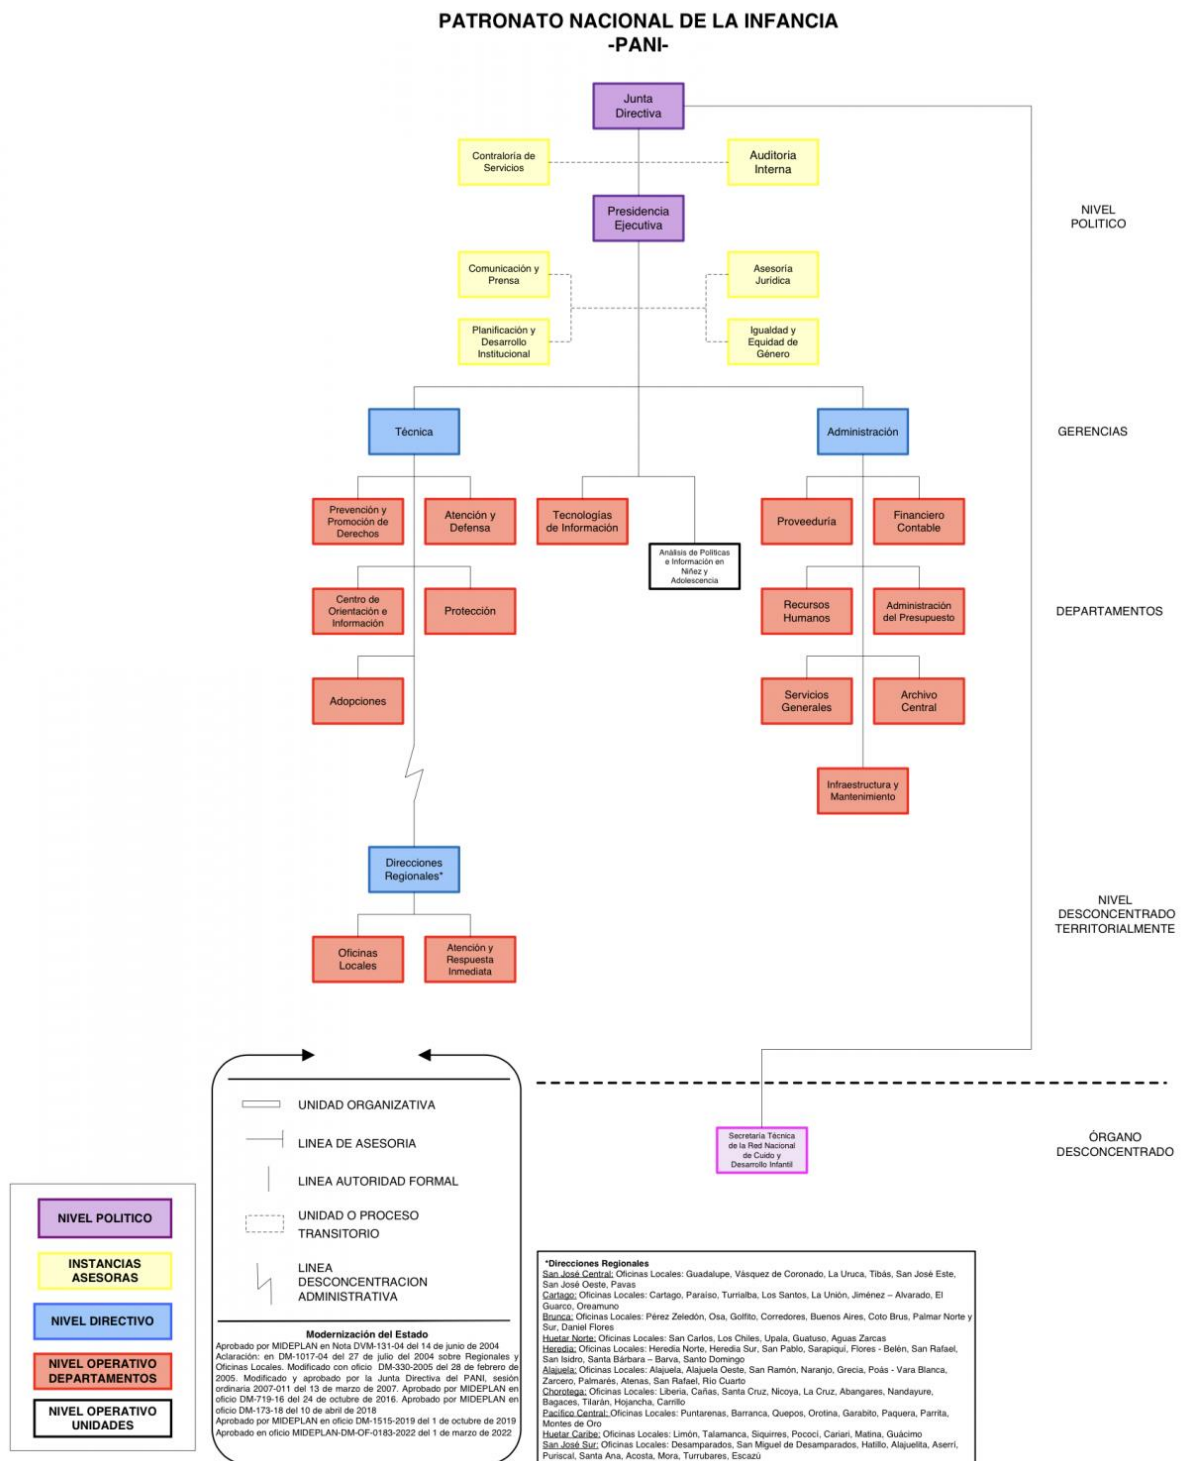 PATRONATO NACIONAL DE LA INFANCIA
-PANI-
Junta
Directiva
Contraloría de
Servicios
Auditoria
Interna
Presidencia
Ejecutiva
NIVEL
POLITICO
Comunicación y
Prensa
Asesoría
Jurídica
Planificación y
Desarrollo
Institucional
Igualdad y
Equidad de
Género
Técnica
Administración
GERENCIAS
Prevención y
Promoción de
Derechos
Atención y
Defensa
Tecnologías
de Información
Análisis de Políticas
e Información en
Niñez y
Adolescencia
Proveeduría
Financiero
Contable
Centro de
Orientación e
Información
Protección
Recursos
Humanos
Administración
del Presupuesto
DEPARTAMENTOS
Adopciones
Servicios
Generales
Archivo
Central
Infraestructura y
Mantenimiento
Direcciones
Regionales*
NIVEL
DESCONCENTRADO
TERRITORIALMENTE
Oficinas
Locales
Atención y
Respuesta
Inmediata
Secretaría Técnica
de la Red Nacional
de Cuido y
Desarrollo Infantil
ÓRGANO
DESCONCENTRADO
NIVEL POLITICO
INSTANCIAS
ASESORAS
NIVEL DIRECTIVO
NIVEL OPERATIVO
DEPARTAMENTOS
NIVEL OPERATIVO
UNIDADES
UNIDAD ORGANIZATIVA
LINEA DE ASESORIA
LINEA AUTORIDAD FORMAL
UNIDAD O PROCESO
TRANSITORIO
LINEA
DESCONCENTRACION
ADMINISTRATIVA
Modernización del Estado
Aprobado por MIDEPLAN en Nota DVM-131-04 del 14 de junio de 2004
Aclaración: en DM-1017-04 del 27 de julio del 2004 sobre Regionales y
Oficinas Locales. Modificado con oficio DM-330-2005 del 28 de febrero de
2005. Modificado y aprobado por la Junta Directiva del PANI, sesión
ordinaria 2007-011 del 13 de marzo de 2007. Aprobado por MIDEPLAN en
oficio DM-719-16 del 24 de octubre de 2016. Aprobado por MIDEPLAN en
oficio DM-173-18 del 10 de abril de 2018
Aprobado por MIDEPLAN en oficio DM-1515-2019 del 1 de octubre de 2019
Aprobado en oficio MIDEPLAN-DM-OF-0183-2022 del 1 de marzo de 2022
*Direcciones Regionales
San José Central: Oficinas Locales: Guadalupe, Vásquez de Coronado, La Uruca, Tibás, San José Este,
San José Oeste, Pavas
Cartago: Oficinas Locales: Cartago, Paraíso, Turrialba, Los Santos, La Unión, Jiménez – Alvarado, El
Guarco, Oreamuno
Brunca: Oficinas Locales: Pérez Zeledón, Osa, Golfito, Corredores, Buenos Aires, Coto Brus, Palmar Norte y
Sur, Daniel Flores
Huetar Norte: Oficinas Locales: San Carlos, Los Chiles, Upala, Guatuso, Aguas Zarcas
Heredia: Oficinas Locales: Heredia Norte, Heredia Sur, San Pablo, Sarapiquí, Flores - Belén, San Rafael,
San Isidro, Santa Bárbara – Barva, Santo Domingo
Alajuela: Oficinas Locales: Alajuela, Alajuela Oeste, San Ramón, Naranjo, Grecia, Poás - Vara Blanca,
Zarcero, Palmarés, Atenas, San Rafael, Río Cuarto
Chorotega: Oficinas Locales: Liberia, Cañas, Santa Cruz, Nicoya, La Cruz, Abangares, Nandayure,
Bagaces, Tilarán, Hojancha, Carrillo
Pacífico Central: Oficinas Locales: Puntarenas, Barranca, Quepos, Orotina, Garabito, Paquera, Parrita,
Montes de Oro
Huetar Caribe: Oficinas Locales: Limón, Talamanca, Siquirres, Pococí, Cariari, Matina, Guácimo
San José Sur: Oficinas Locales: Desamparados, San Miguel de Desamparados, Hatillo, Alajuelita, Aserrí,
Puriscal, Santa Ana, Acosta, Mora, Turrubares, Escazú